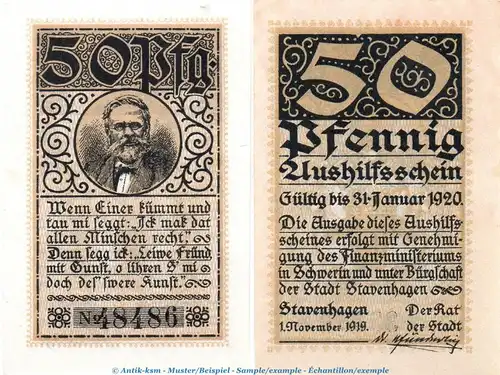 50 Pfg.
Wenn Einer kümmt und
tau mi seggt: „Ick mak dat
allen Minschen recht."
Denn segg ick: „Leiwe Fründ
mit Gunst, o lihren S' mi
doch des' swere Kunst."
No 48486
50
Pfennig
Aushilfsschein
Gültig bis 31. Januar 1920.
Die Ausgabe dieses Aushilfs-
scheines erfolgt mit Genehmi-
gung des Finanzministeriums
in Schwerin und unter Bürgschaft
der Stadt Stavenhagen
Stavenhagen Der Rat
1. November 1919. der Stadt
© Antik-ksm - Muster/Beispiel - Sample/example - Échantillon/exemple